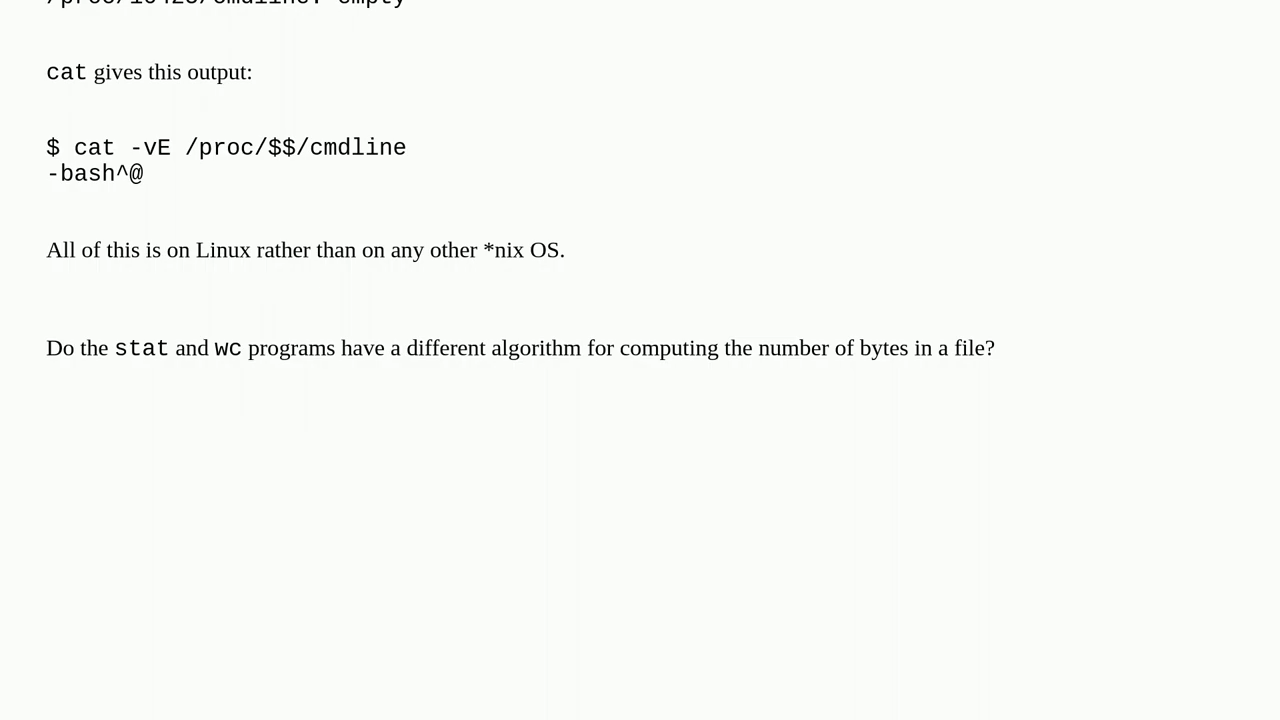 cat gives this output:
$ cat -vE /proc/$$/cmdline
-bash^@
All of this is on Linux rather than on any other *nix OS.
Do the stat and wc programs have a different algorithm for computing the number of bytes in a file?